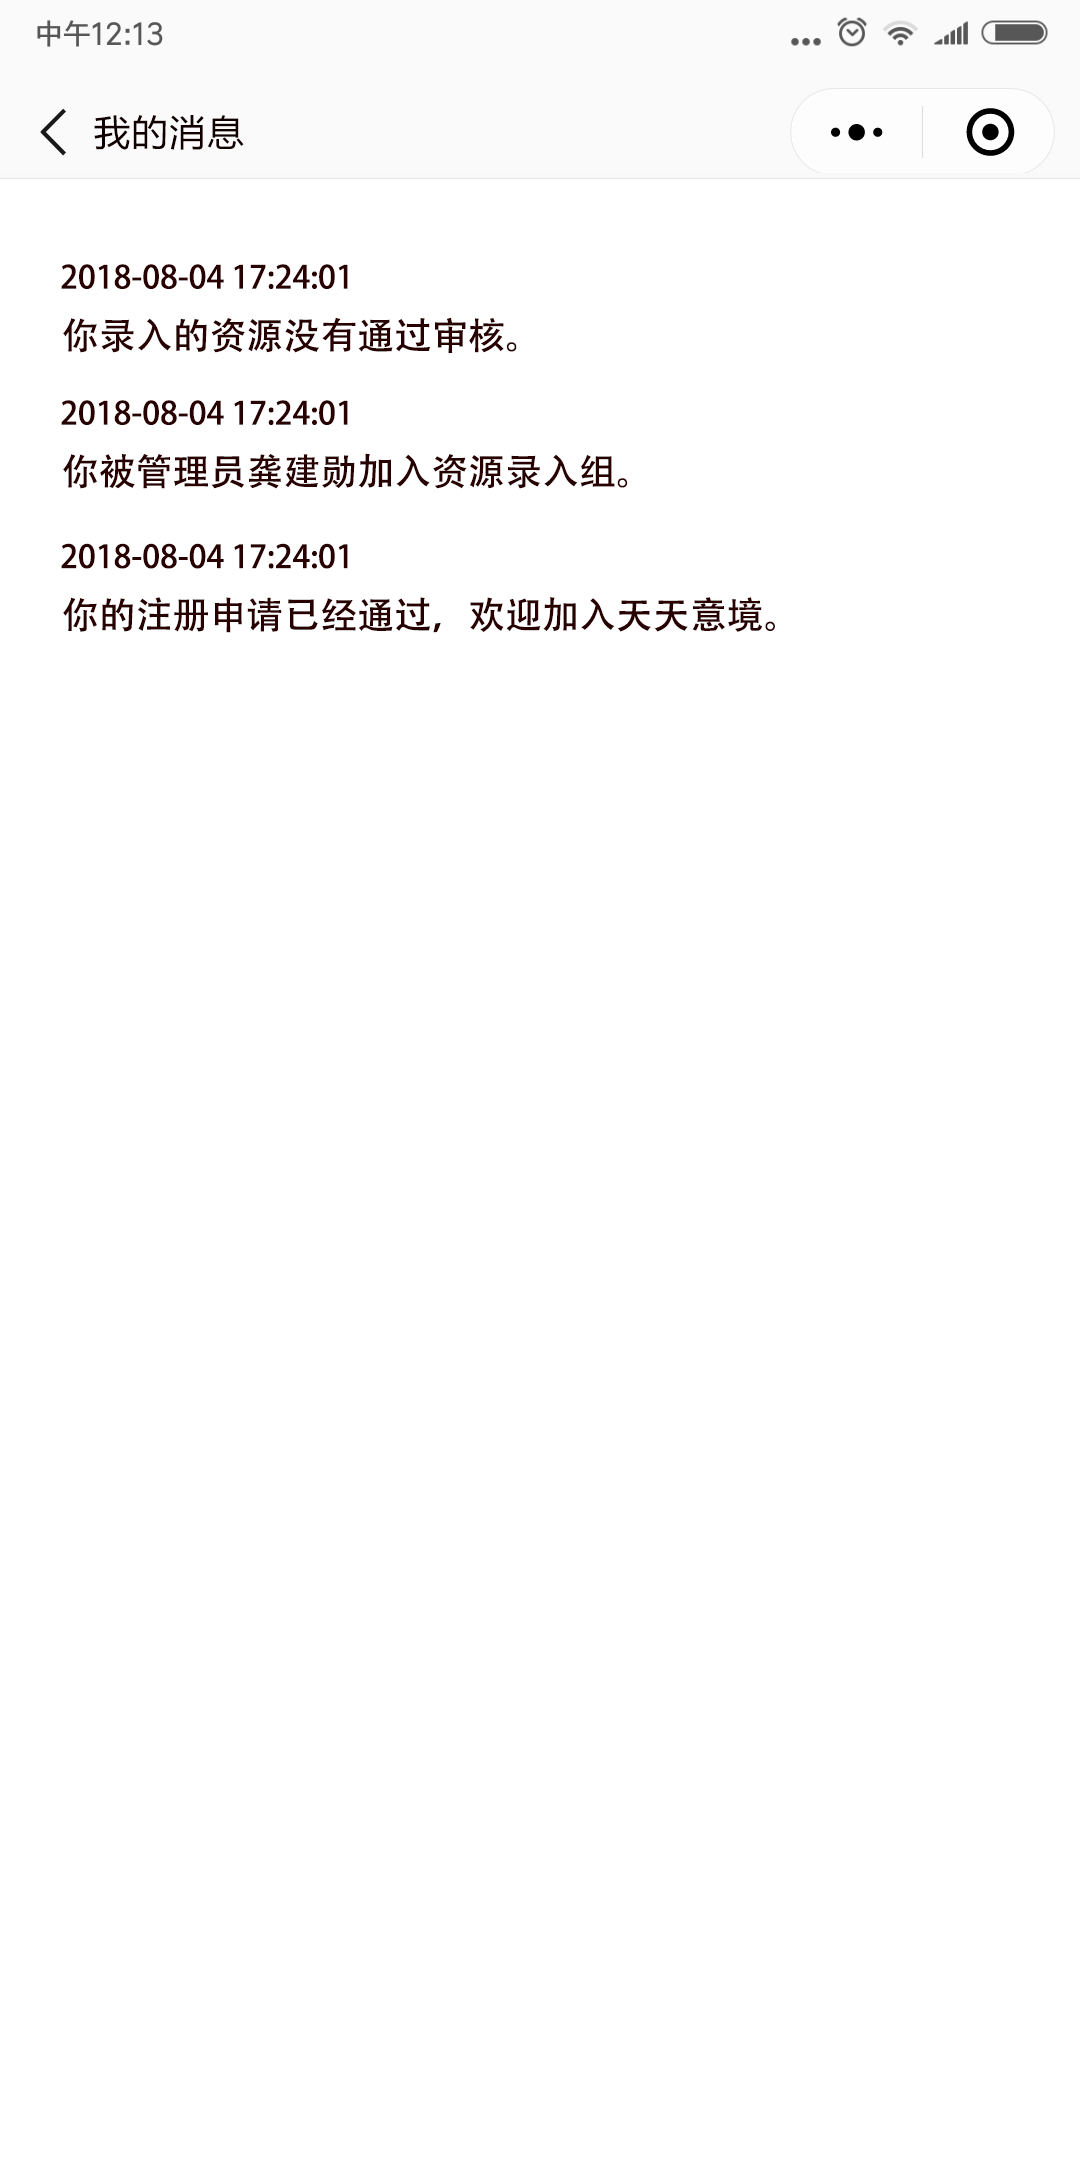 中午12:13
我的消息
2018-08-04 17:24:01
你录入的资源没有通过审核。
2018-08-04 17:24:01
你被管理员龚建勋加入资源录入组。
2018-08-04 17:24:01
你的注册申请已经通过，欢迎加入天天意境。